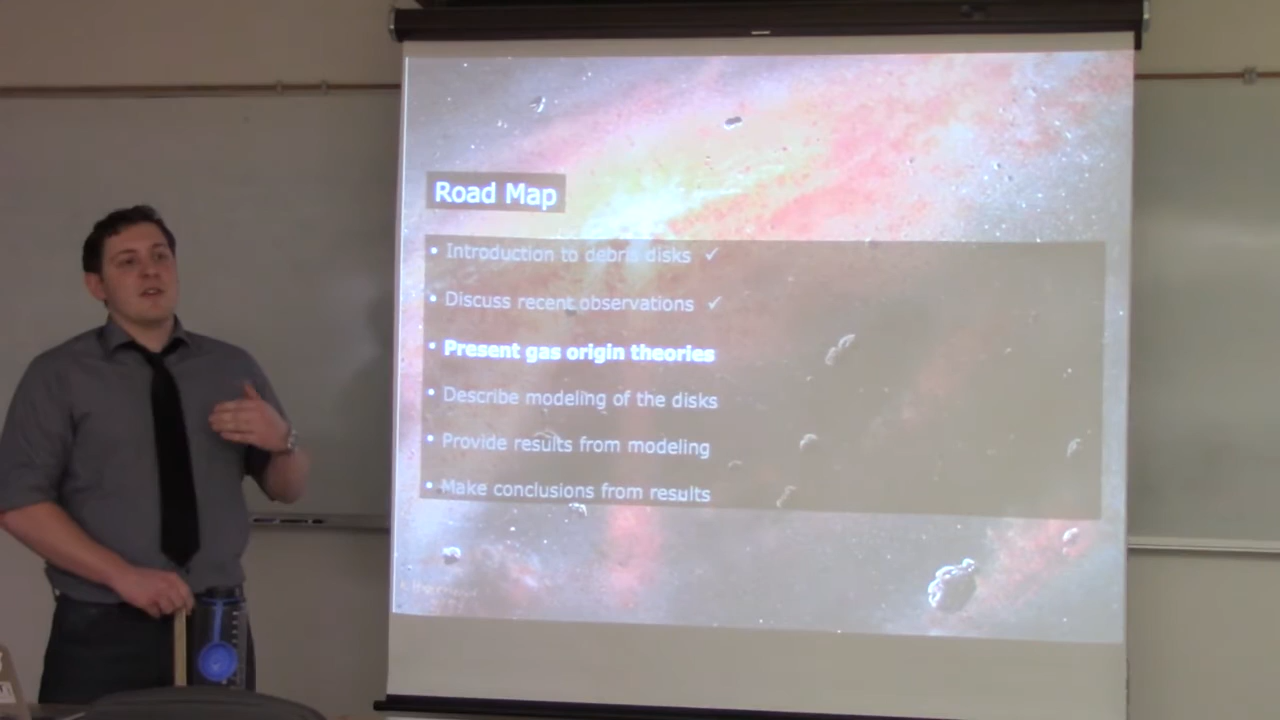 Road Map
• Introduction to debris disks ✓
• Discuss recent observations ✓
• Present gas origin theories
• Describe modeling of the disks
• Provide results from modeling
• Make conclusions from results